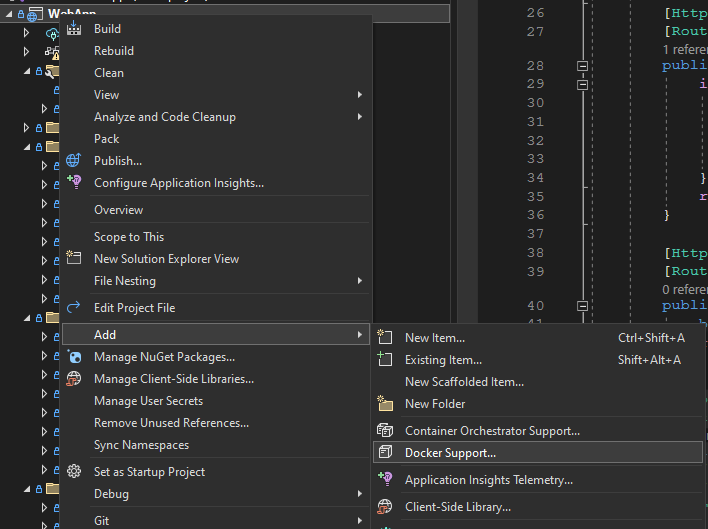 WebApp
26
[Http
Build
27
[Rout
1 refere
Rebuild
28
publi
Clean
29
i
View
30
Analyze and Code Cleanup
31
Pack
32
Publish...
33
Configure Application Insights...
34
}
35
r
Overview
36
}
Scope to This
37
New Solution Explorer View
38
[Http
File Nesting
39
[Rout
0 refere
Edit Project File
40
publi
Add
New Item... Ctrl+Shift+A
Manage NuGet Packages...
Existing Item... Shift+Alt+A
Manage Client-Side Libraries...
New Scaffolded Item...
Manage User Secrets
New Folder
Remove Unused References...
Container Orchestrator Support...
Sync Namespaces
Docker Support...
Set as Startup Project
Application Insights Telemetry...
Debug
Client-Side Library...
Git